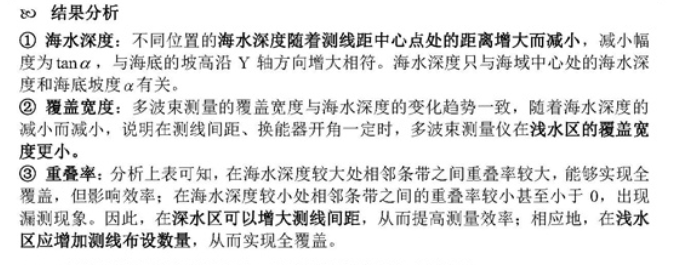 结果分析
① 海水深度：不同位置的海水深度随着测线距中心点处的距离增大而减小，减小幅
度为 tanα，与海底的坡高沿 Y 轴方向增大相符。海水深度只与海域中心处的海水深
度和海底坡度 α 有关。
② 覆盖宽度：多波束测量的覆盖宽度与海水深度的变化趋势一致，随着海水深度的
减小而减小，说明在测线间距、换能器开角一定时，多波束测量仪在浅水区的覆盖宽
度更小。
③ 重叠率：分析上表可知，在海水深度较大处相邻条带之间重叠率较大，能够实现全
覆盖，但影响效率；在海水深度较小处相邻条带之间的重叠率较小甚至小于 0，出现
漏测现象。因此，在深水区可以增大测线间距，从而提高测量效率；相应地，在浅水
区应增加测线布设数量，从而实现全覆盖。